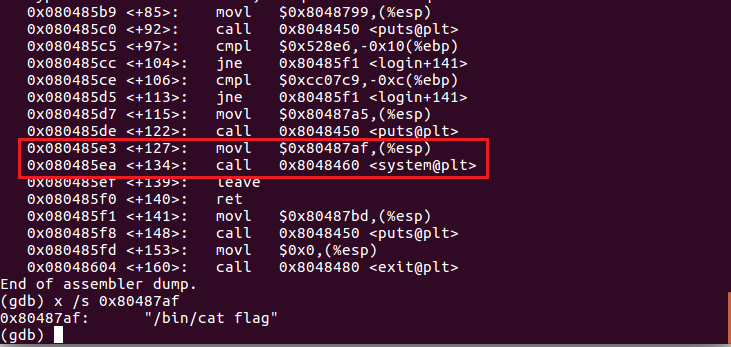 0x080485b9 <+85>: movl $0x8048799,(%esp)
0x080485c0 <+92>: call 0x8048450 <puts@plt>
0x080485c5 <+97>: cmpl $0x528e6,-0x10(%ebp)
0x080485cc <+104>: jne 0x80485f1 <login+141>
0x080485ce <+106>: cmpl $0xcc07c9,-0xc(%ebp)
0x080485d5 <+113>: jne 0x80485f1 <login+141>
0x080485d7 <+115>: movl $0x80487a5,(%esp)
0x080485de <+122>: call 0x8048450 <puts@plt>
0x080485e3 <+127>: movl $0x80487af,(%esp)
0x080485ea <+134>: call 0x8048460 <system@plt>
0x080485ef <+139>: leave
0x080485f0 <+140>: ret
0x080485f1 <+141>: movl $0x80487bd,(%esp)
0x080485f8 <+148>: call 0x8048450 <puts@plt>
0x080485fd <+153>: movl $0x0,(%esp)
0x08048604 <+160>: call 0x8048480 <exit@plt>
End of assembler dump.
(gdb) x /s 0x80487af
0x80487af: "/bin/cat flag"
(gdb)